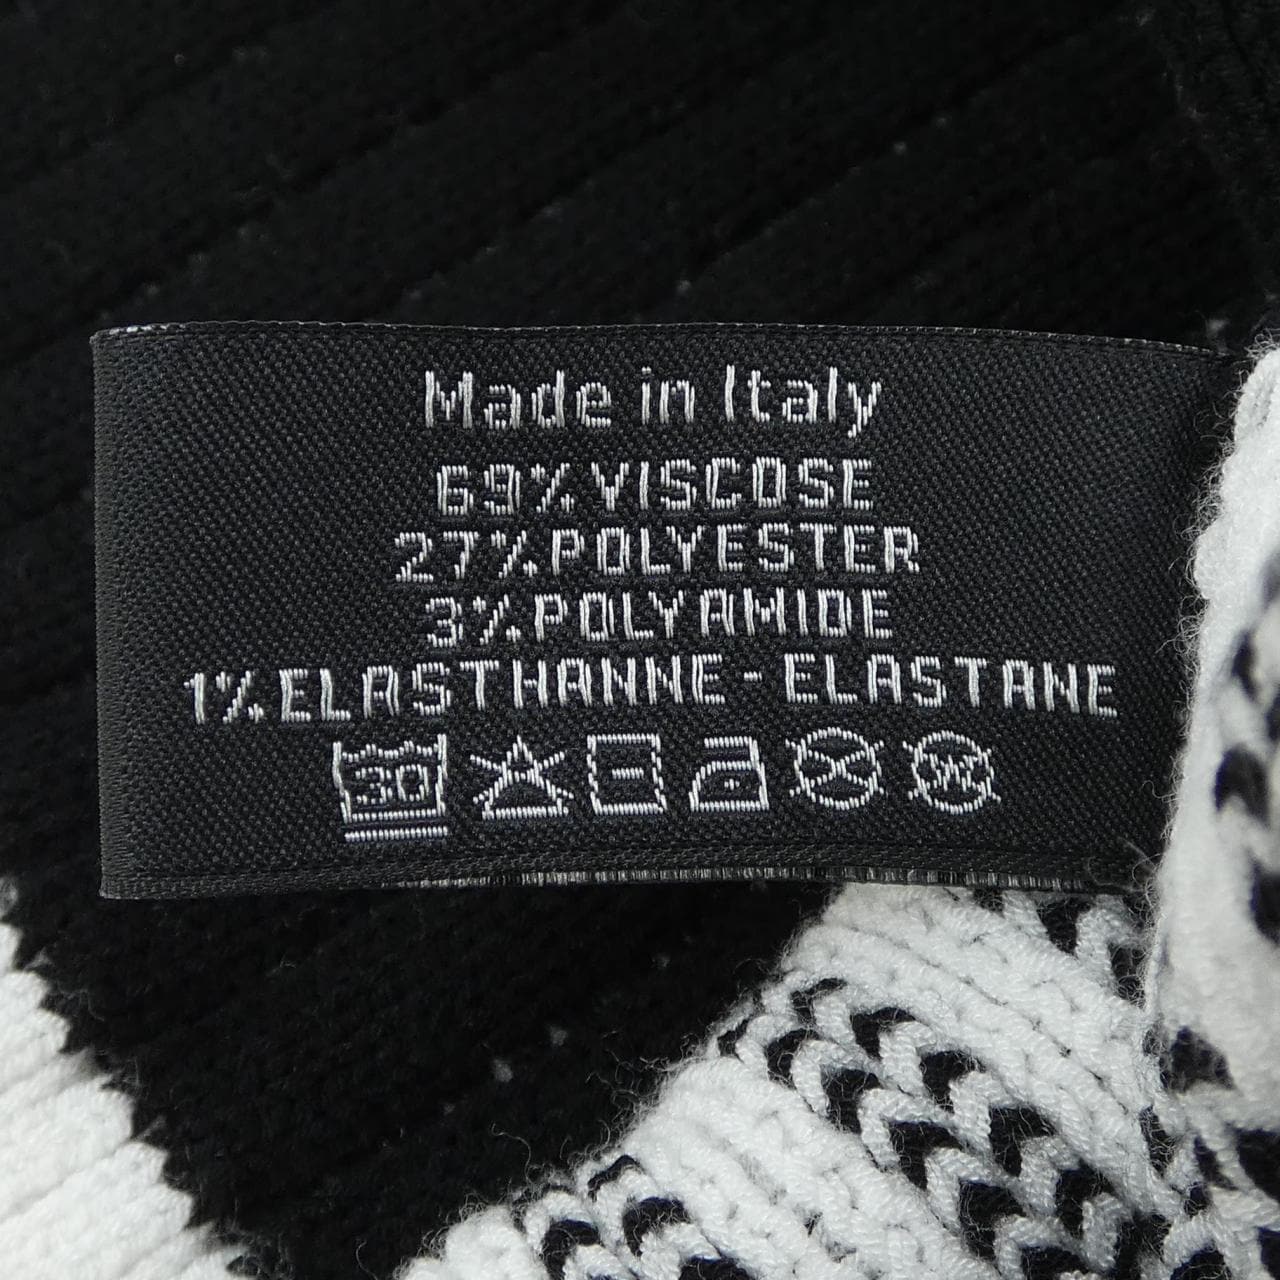 Made in Italy
69% VISCOSE
27% POLYESTER
3% POLYAMIDE
1% ELASTHANNE - ELASTANE
30 W